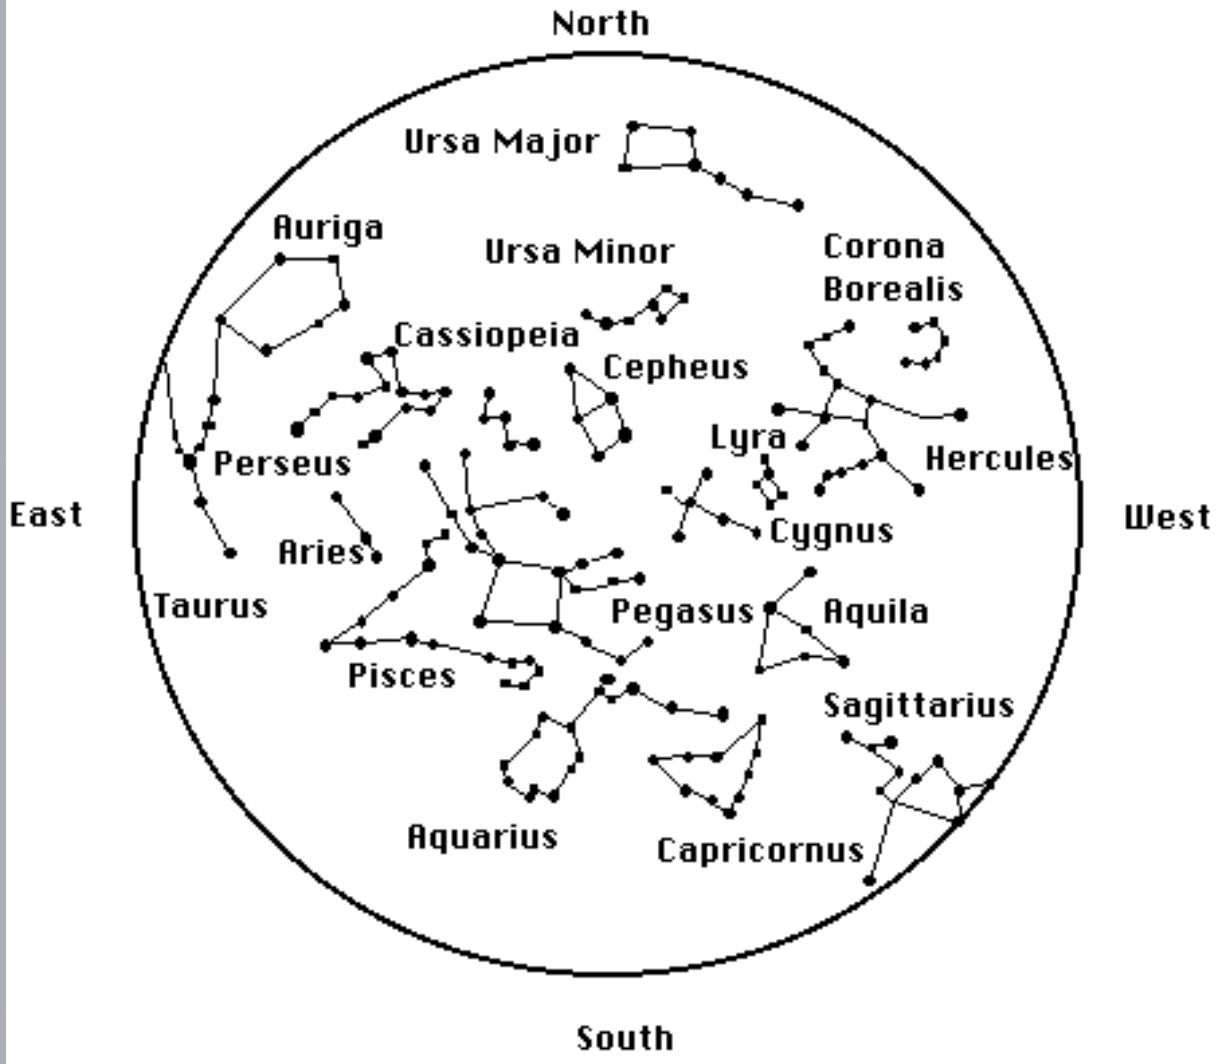 North
Ursa Major
Auriga
Ursa Minor
Corona
Borealis
Cassiopeia
Cepheus
Lyra
Perseus
Hercules
East
West
Aries
Cygnus
Taurus
Pegasus
Aquila
Pisces
Sagittarius
Aquarius
Capricornus
South